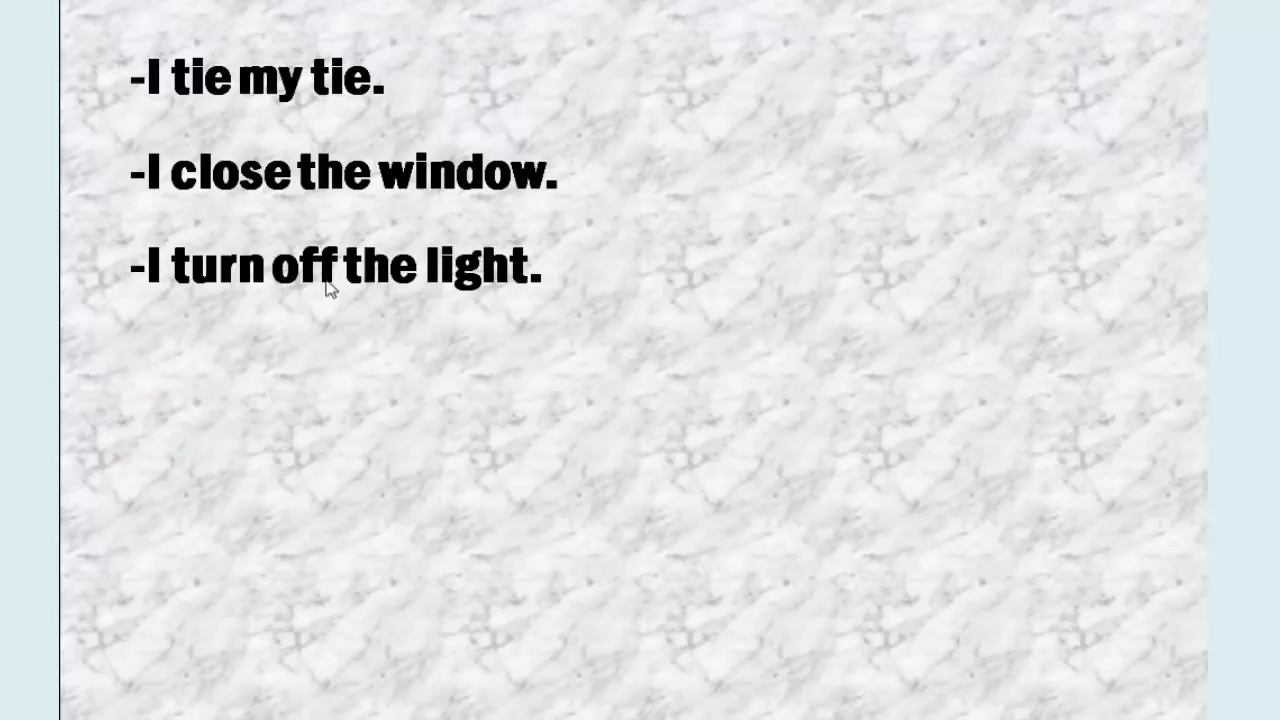 -I tie my tie.
-I close the window.
-I turn off the light.